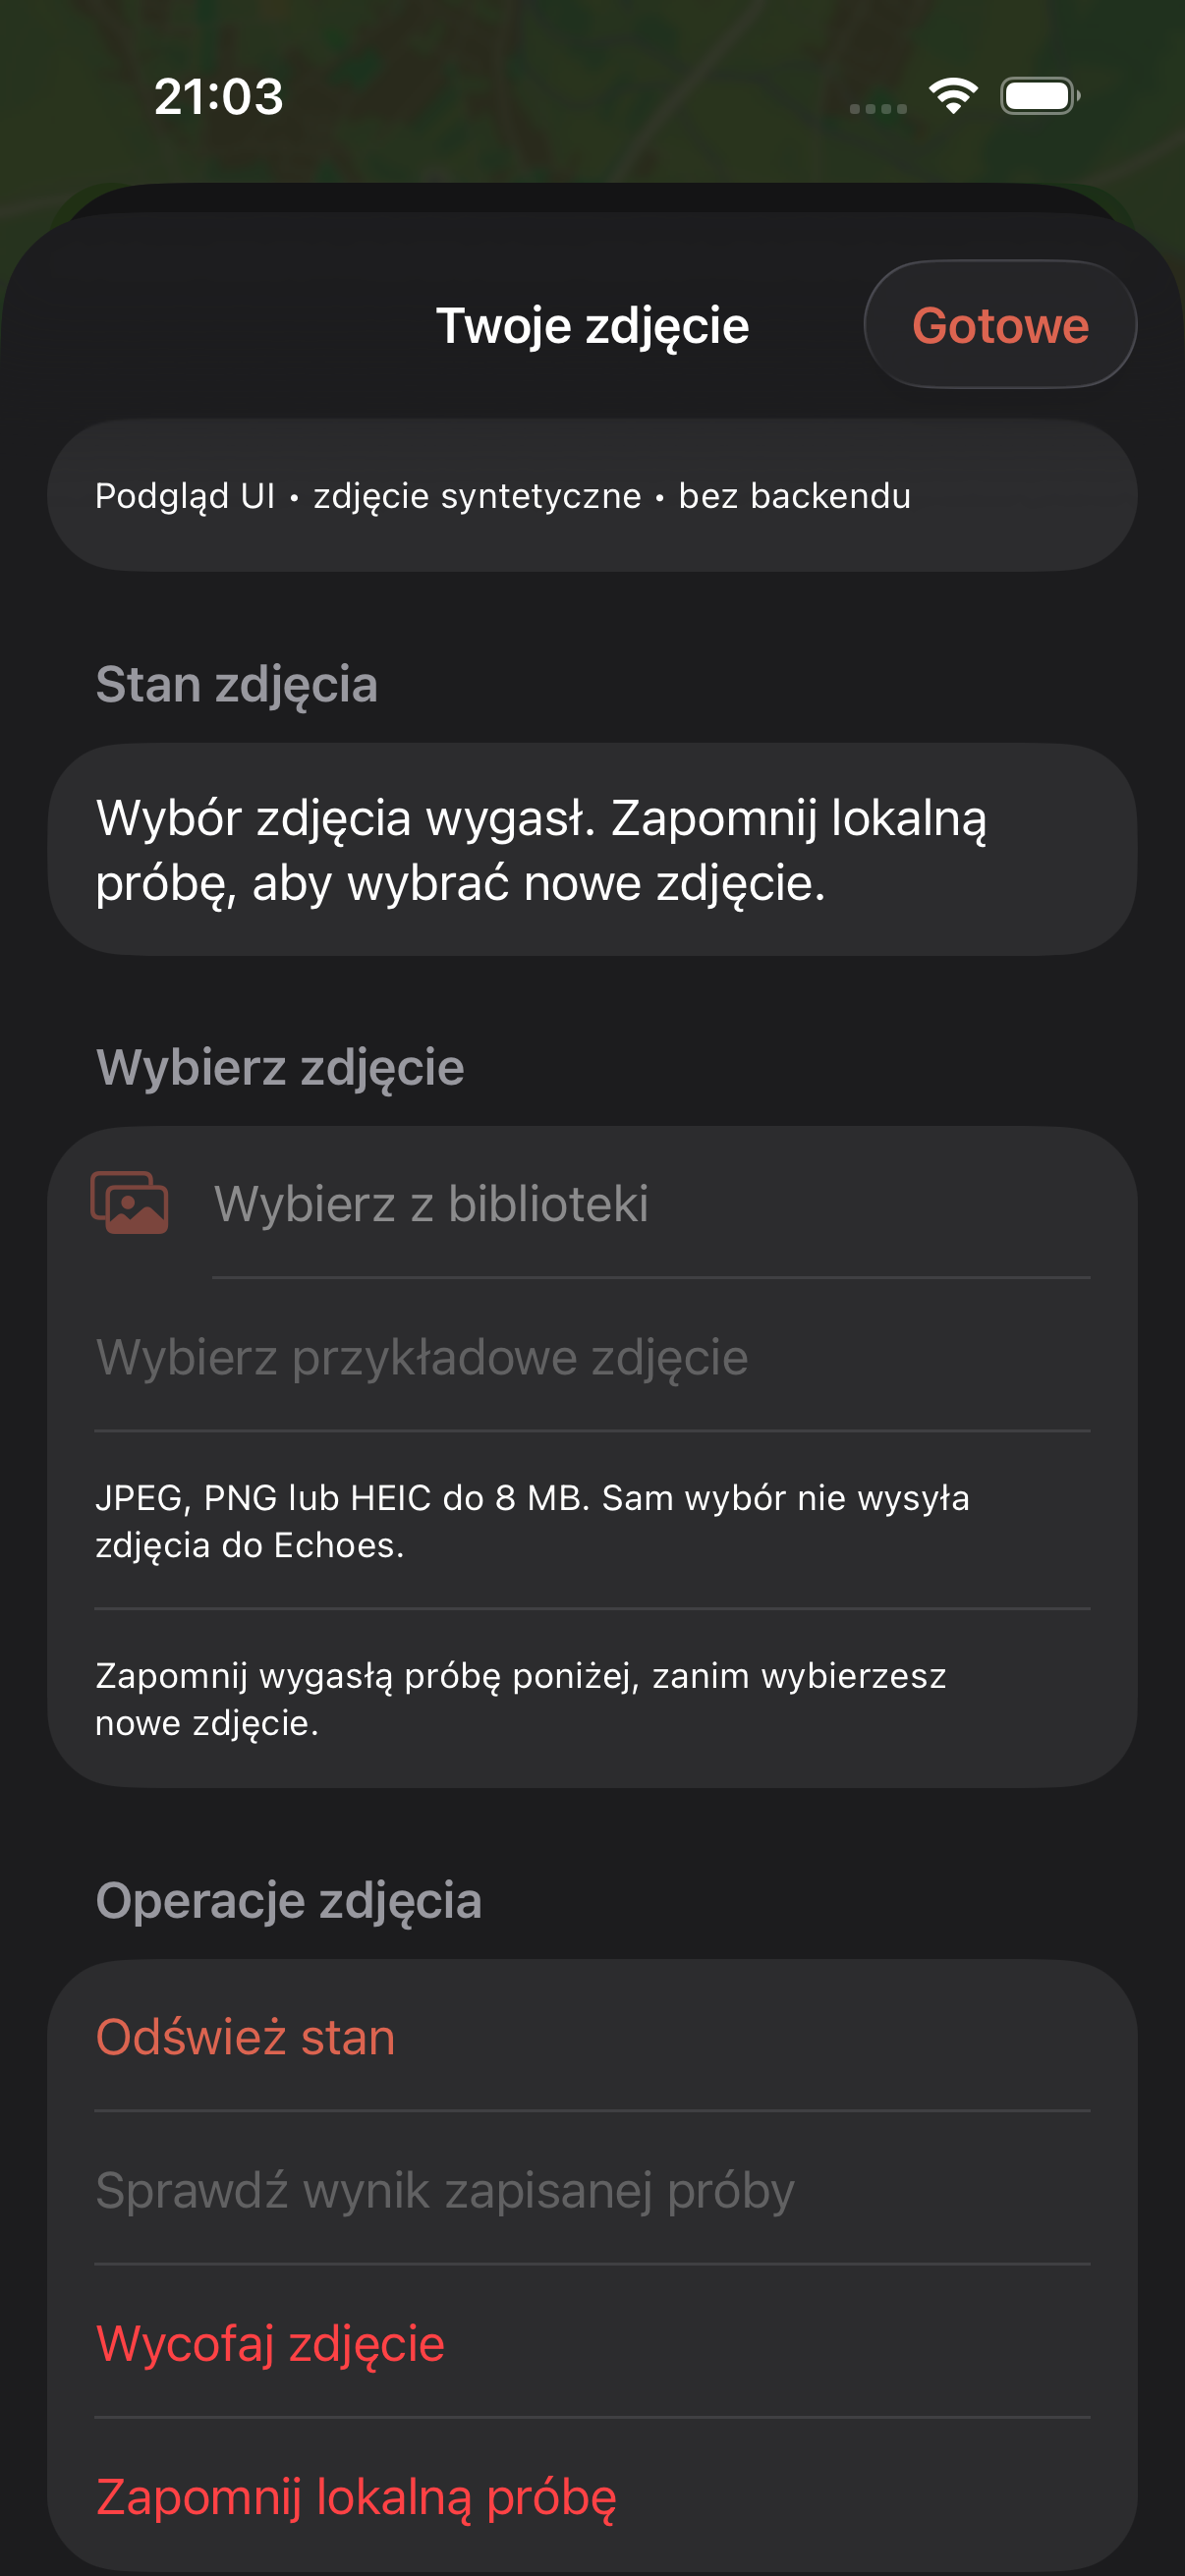 21:03
Twoje zdjęcie
Gotowe
Podgląd UI • zdjęcie syntetyczne • bez backendu
Stan zdjęcia
Wybór zdjęcia wygasł. Zapomnij lokalną
próbę, aby wybrać nowe zdjęcie.
Wybierz zdjęcie
Wybierz z biblioteki
Wybierz przykładowe zdjęcie
JPEG, PNG lub HEIC do 8 MB. Sam wybór nie wysyła
zdjęcia do Echoes.
Zapomnij wygasłą próbę poniżej, zanim wybierzesz
nowe zdjęcie.
Operacje zdjęcia
Odśwież stan
Sprawdź wynik zapisanej próby
Wycofaj zdjęcie
Zapomnij lokalną próbę